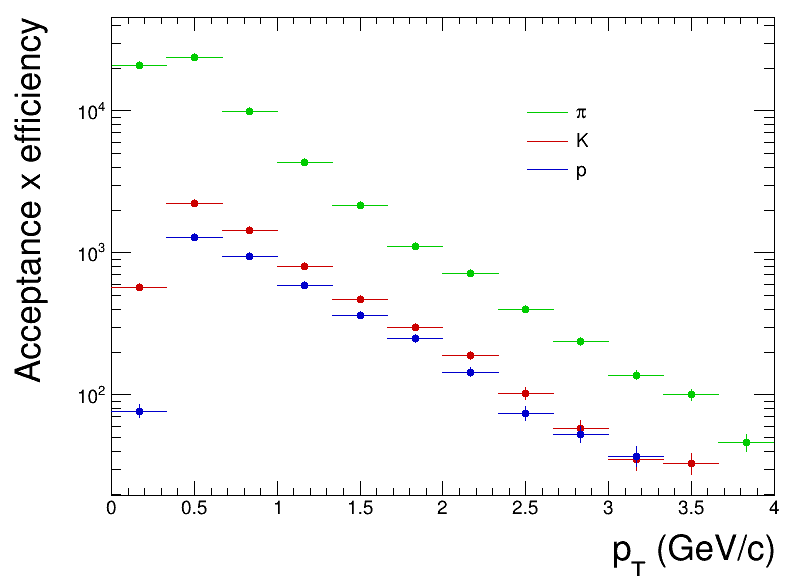 Acceptance x efficiency
10⁴
10³
10²
π
K
p
0 0.5 1 1.5 2 2.5 3 3.5 4
p_T (GeV/c)